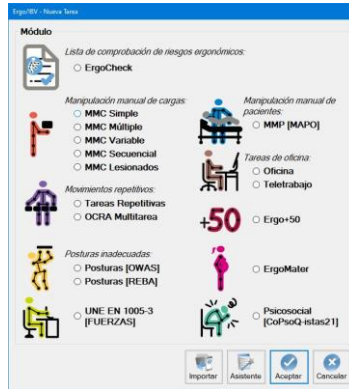 Ergo/IBV - Nueva Tarea
Módulo
Lista de comprobación de riesgos ergonómicos:
ErgoCheck
Manipulación manual de cargas:
MMC Simple
MMC Múltiple
MMC Variable
MMC Secuencial
MMC Lesionados
Manipulación manual de
pacientes:
MMP [MAPO]
Tareas de oficina:
Oficina
Teletrabajo
Movimientos repetitivos:
Tareas Repetitivas
OCRA Multitarea
+50
Ergo+50
Posturas inadecuadas:
Posturas [OWAS]
Posturas [REBA]
ErgoMater
UNE EN 1005-3
[FUERZAS]
Psicosocial
[CoPsoQ-istas21]
Importar
Asistente
Aceptar
Cancelar